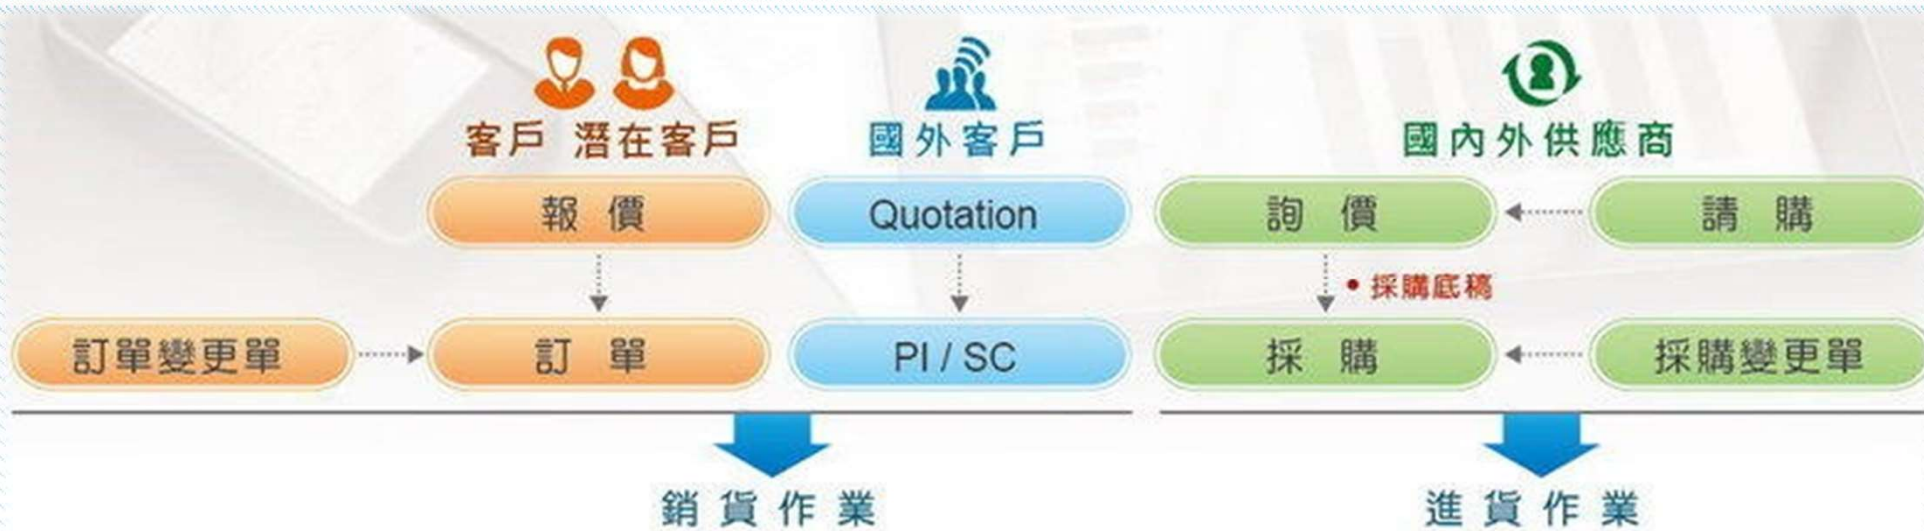 客戶 潛在客戶
國外客戶
國內外供應商
報 價
Quotation
詢 價
請 購
• 採購底稿
訂單變更單
訂 單
PI / SC
採 購
採購變更單
銷貨作業
進貨作業